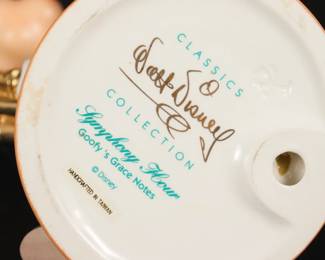 CLASSICS
Walt Disney
COLLECTION
Symphony Hour
Goofy's Grace Notes
© Disney
HANDCRAFTED IN TAIWAN